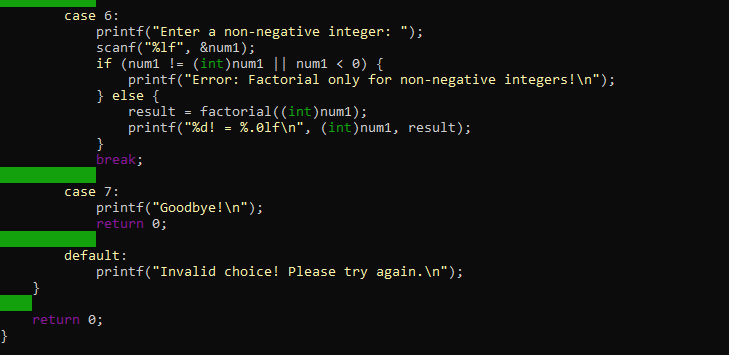 case 6:
printf("Enter a non-negative integer: ");
scanf("%lf", &num1);
if (num1 != (int)num1 || num1 < 0) {
printf("Error: Factorial only for non-negative integers!\n");
} else {
result = factorial((int)num1);
printf("%d! = %.0lf\n", (int)num1, result);
}
break;
case 7:
printf("Goodbye!\n");
return 0;
default:
printf("Invalid choice! Please try again.\n");
}
return 0;
}